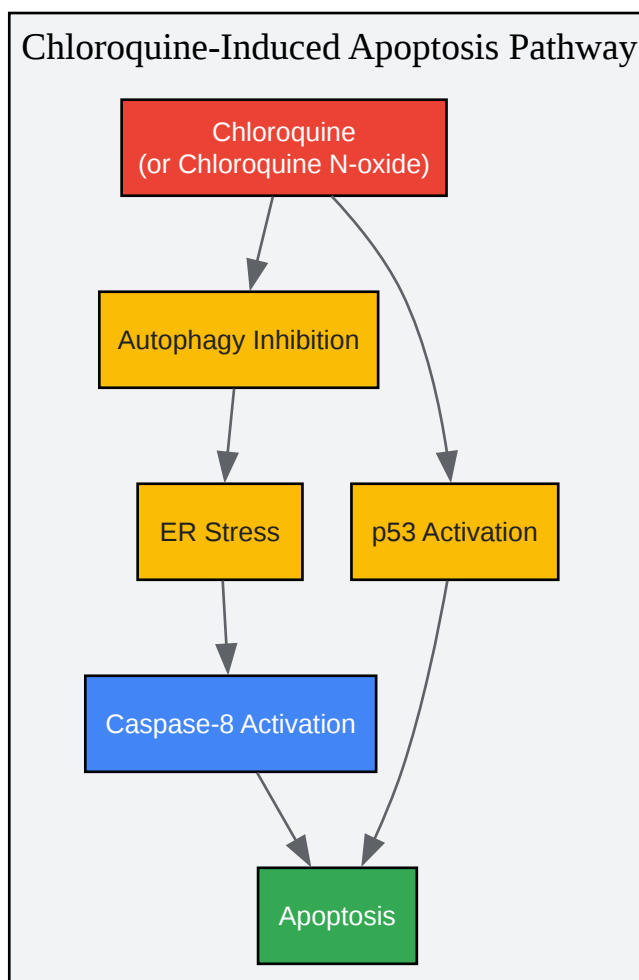 Chloroquine-Induced Apoptosis Pathway
Chloroquine
(or Chloroquine N-oxide)
Autophagy Inhibition
ER Stress
p53 Activation
Caspase-8 Activation
Apoptosis